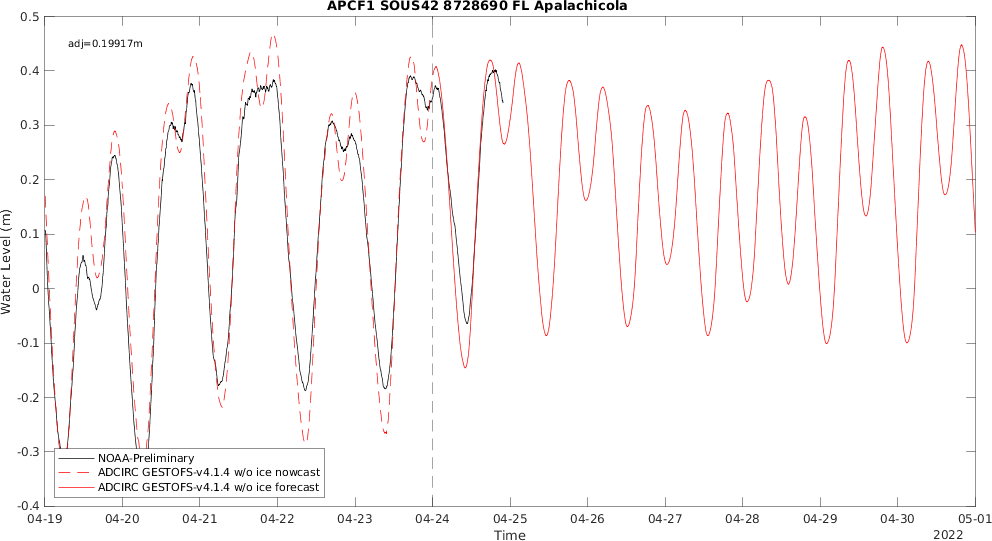 APCF1 SOUS42 8728690 FL Apalachicola
0.5
adj=0.19917m
0.4
0.3
0.2
0.1
0
-0.1
-0.2
-0.3
-0.4
Water Level (m)
NOAA-Preliminary
ADCIRC GESTOFS-v4.1.4 w/o ice nowcast
ADCIRC GESTOFS-v4.1.4 w/o ice forecast
04-19 04-20 04-21 04-22 04-23 04-24 04-25 04-26 04-27 04-28 04-29 04-30 05-01
Time
2022